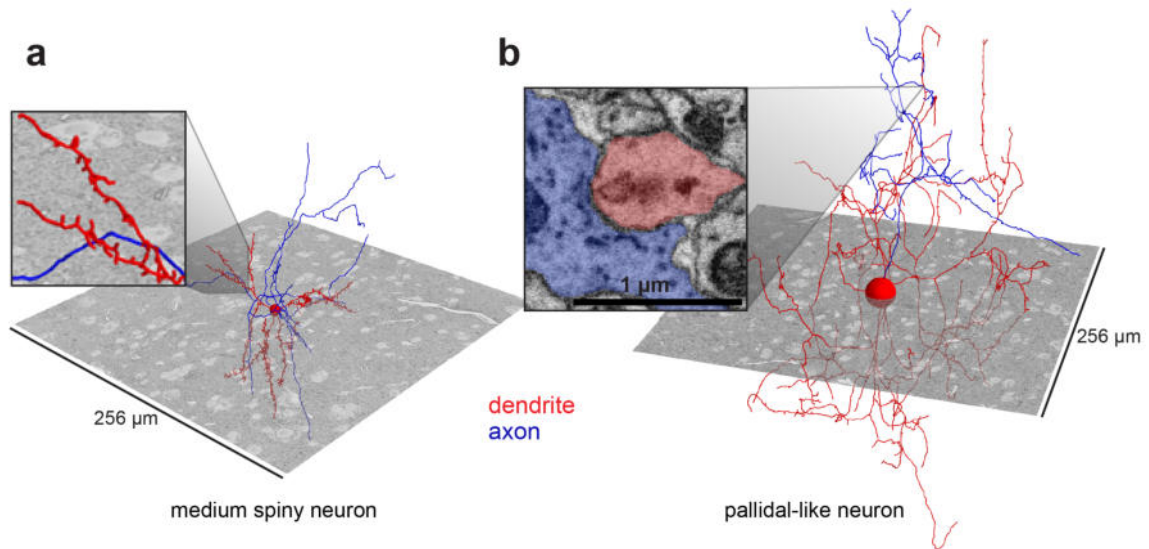 a
b
1 µm
256 µm
256 µm
dendrite
axon
medium spiny neuron
pallidal-like neuron